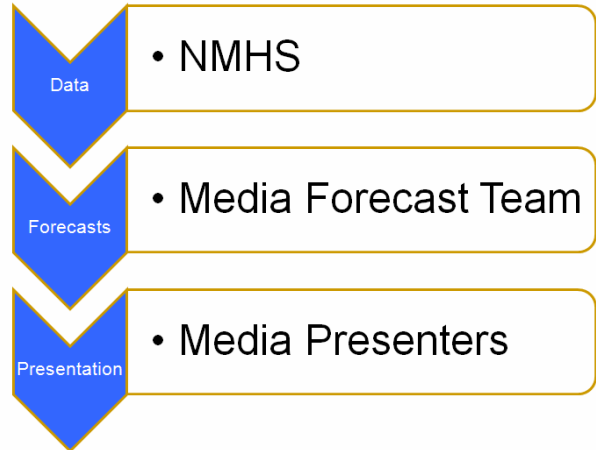 Data
• NMHS
Forecasts
• Media Forecast Team
Presentation
• Media Presenters